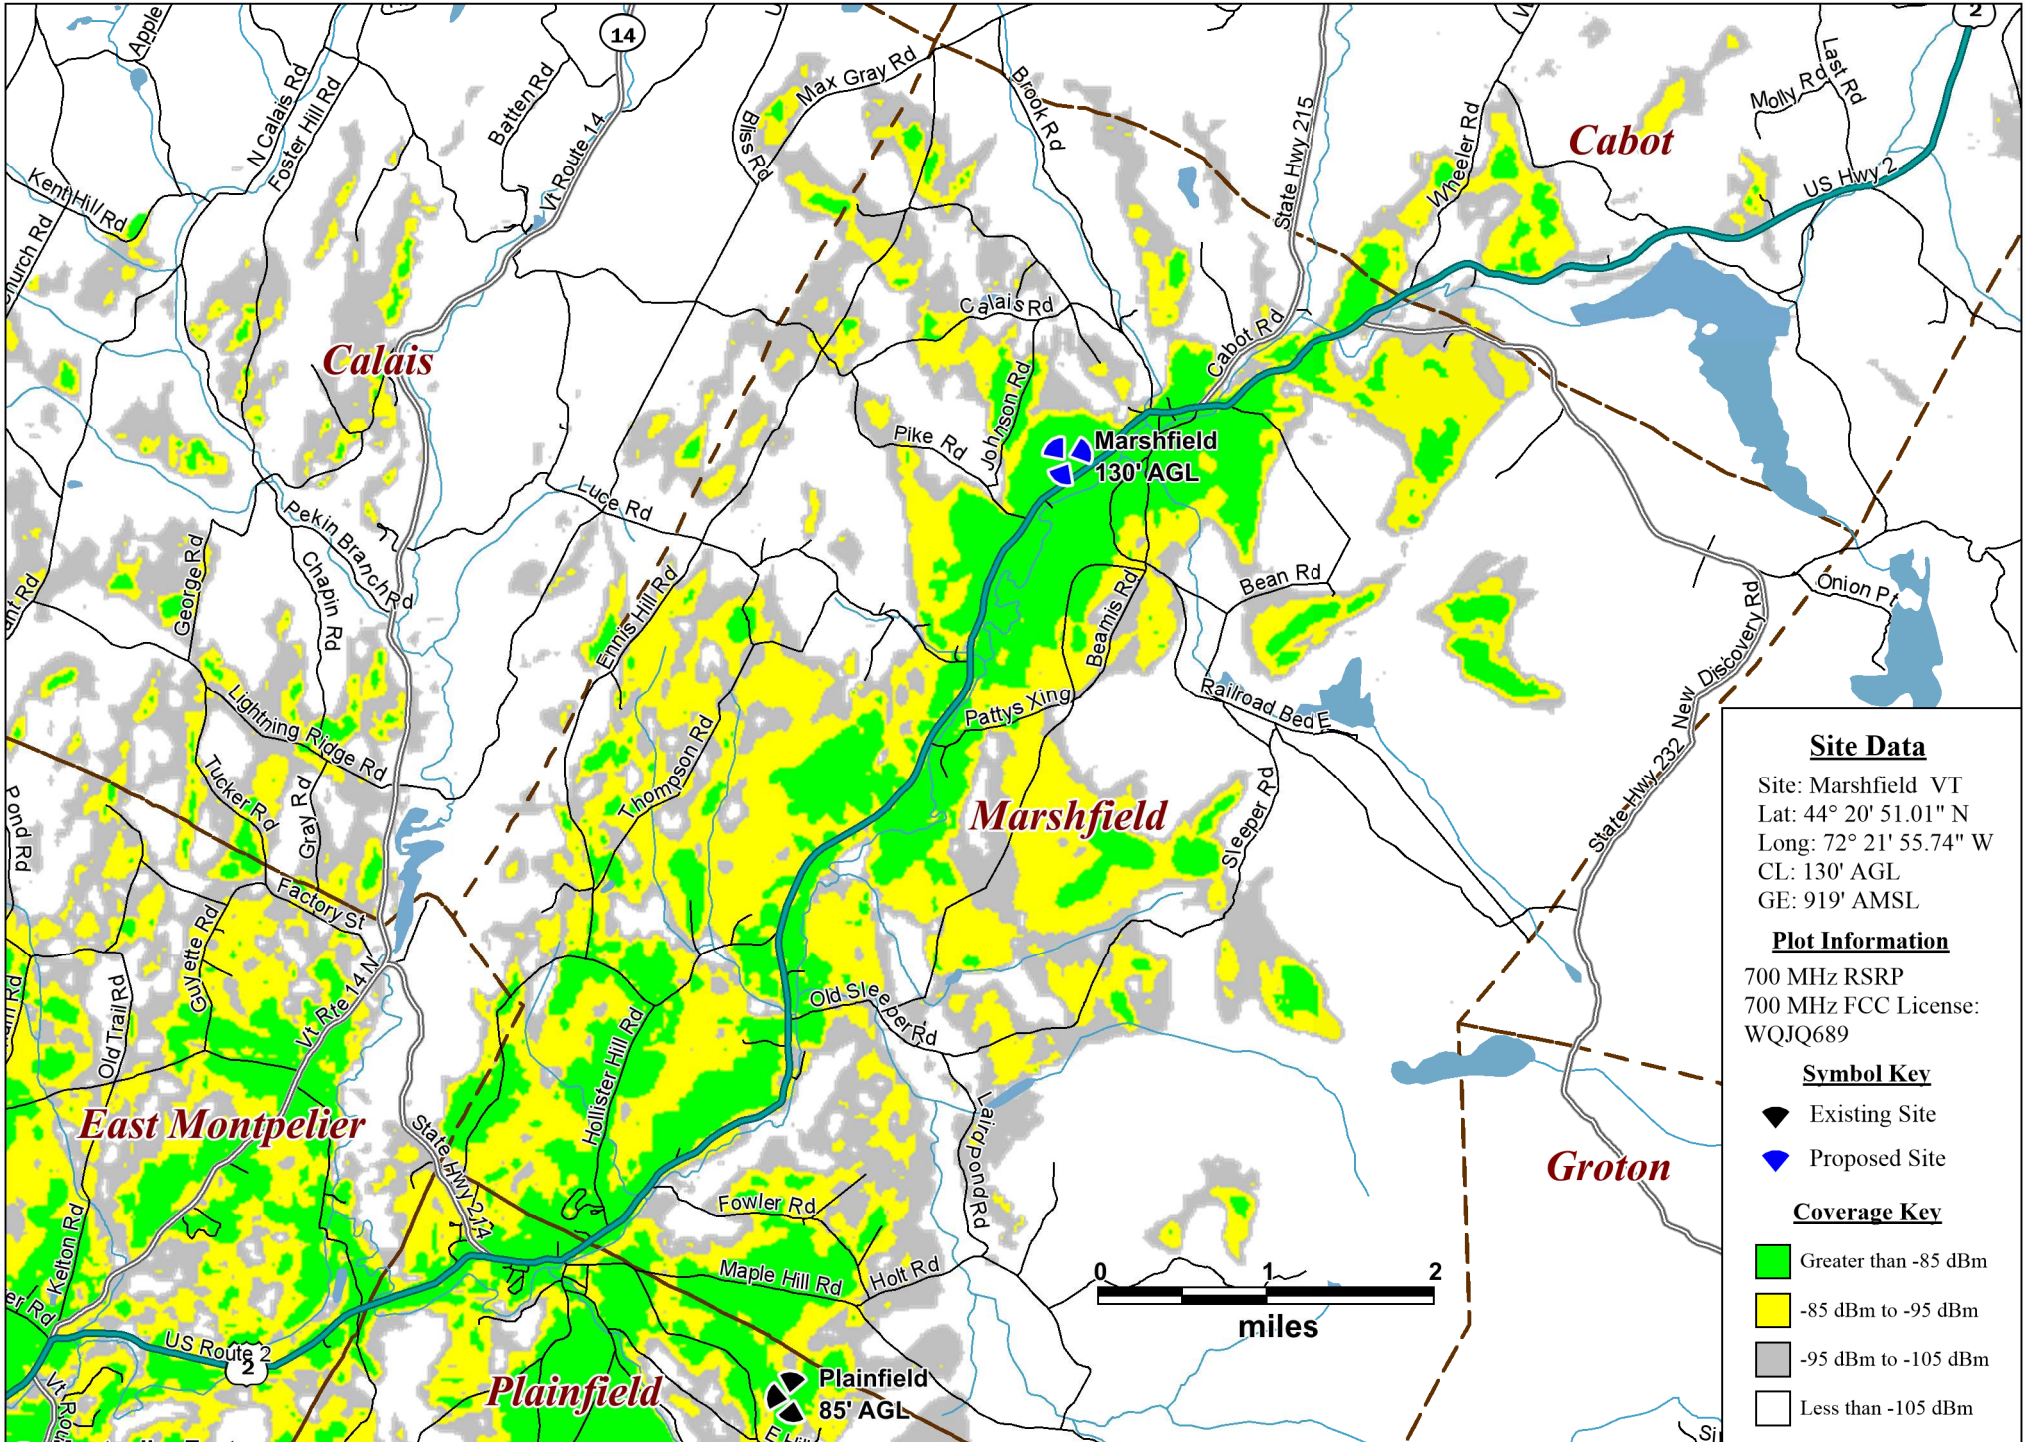 Apple
N Calais Rd
Foster Hill Rd
Batten Rd
14
Vt Route 14
Bliss Rd
Max Gray Rd
Brook Rd
State Hwy 215
Wheeler Rd
Cabot
Molly Rd
Last Rd
2
US Hwy 2
Kent Hill Rd
Calais
Calais Rd
Cabot Rd
Johnson Rd
Pike Rd
Marshfield
130' AGL
Luce Rd
Pekin Branch Rd
Chapin Rd
George Rd
Ennis Hill Rd
Beamis Rd
Bean Rd
Onion Pt
Lightning Ridge Rd
Tucker Rd
Gray Rd
Thompson Rd
Pattys Xing
Railroad Bed E
State Hwy 232 New Discovery Rd
Marshfield
Sleeper Rd
Pond Rd
Factory St
Guyette Rd
Old Trail Rd
Vt Rte 14 N
Hollister Hill Rd
Old Sleeper Rd
Laird pond Rd
East Montpelier
State Hwy 214
Groton
Kelton Rd
Fowler Rd
Maple Hill Rd
Holt Rd
0 1 2
miles
US Route 2
2
Plainfield
Plainfield
85' AGL
Site Data
Site: Marshfield VT
Lat: 44° 20' 51.01" N
Long: 72° 21' 55.74" W
CL: 130' AGL
GE: 919' AMSL
Plot Information
700 MHz RSRP
700 MHz FCC License:
WQJQ689
Symbol Key
Existing Site
Proposed Site
Coverage Key
Greater than -85 dBm
-85 dBm to -95 dBm
-95 dBm to -105 dBm
Less than -105 dBm